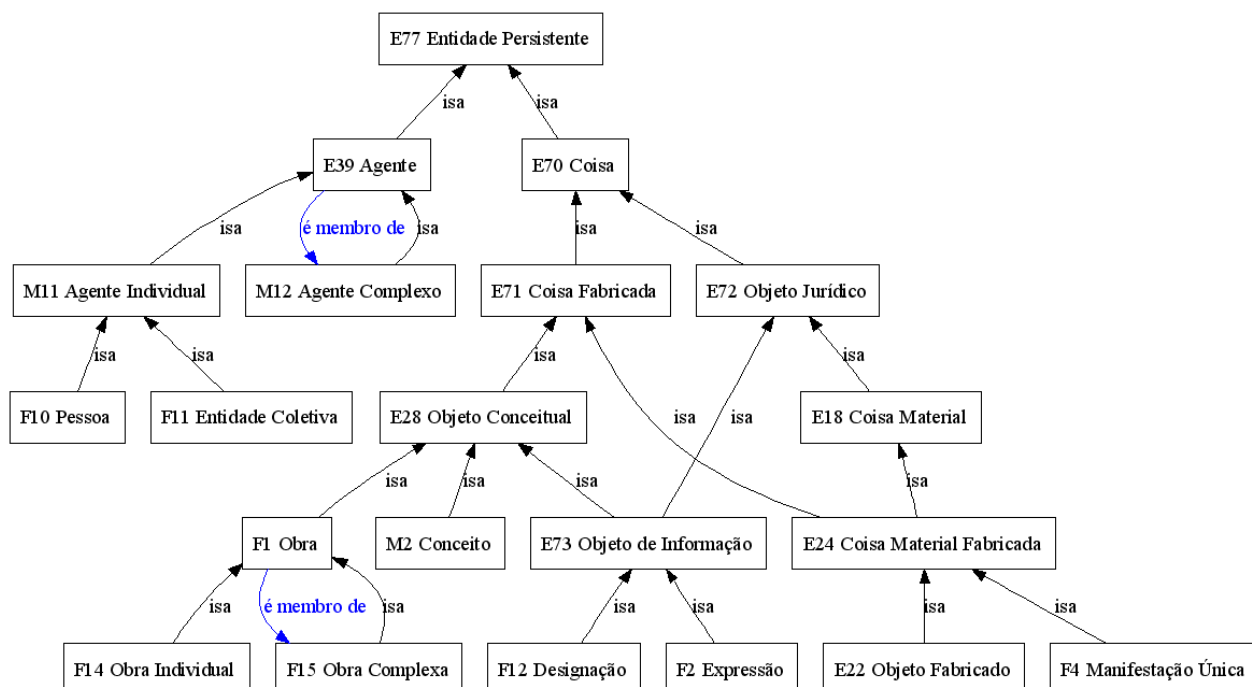 E77 Entidade Persistente
isa
isa
E39 Agente
E70 Coisa
isa
é membro de
isa
isa
isa
M11 Agente Individual
M12 Agente Complexo
E71 Coisa Fabricada
E72 Objeto Jurídico
isa
isa
isa
isa
F10 Pessoa
F11 Entidade Coletiva
E28 Objeto Conceitual
isa
isa
E18 Coisa Material
isa
isa
isa
isa
F1 Obra
M2 Conceito
E73 Objeto de Informação
E24 Coisa Material Fabricada
isa
é membro de
isa
isa
isa
isa
isa
F14 Obra Individual
F15 Obra Complexa
F12 Designação
F2 Expressão
E22 Objeto Fabricado
F4 Manifestação Única